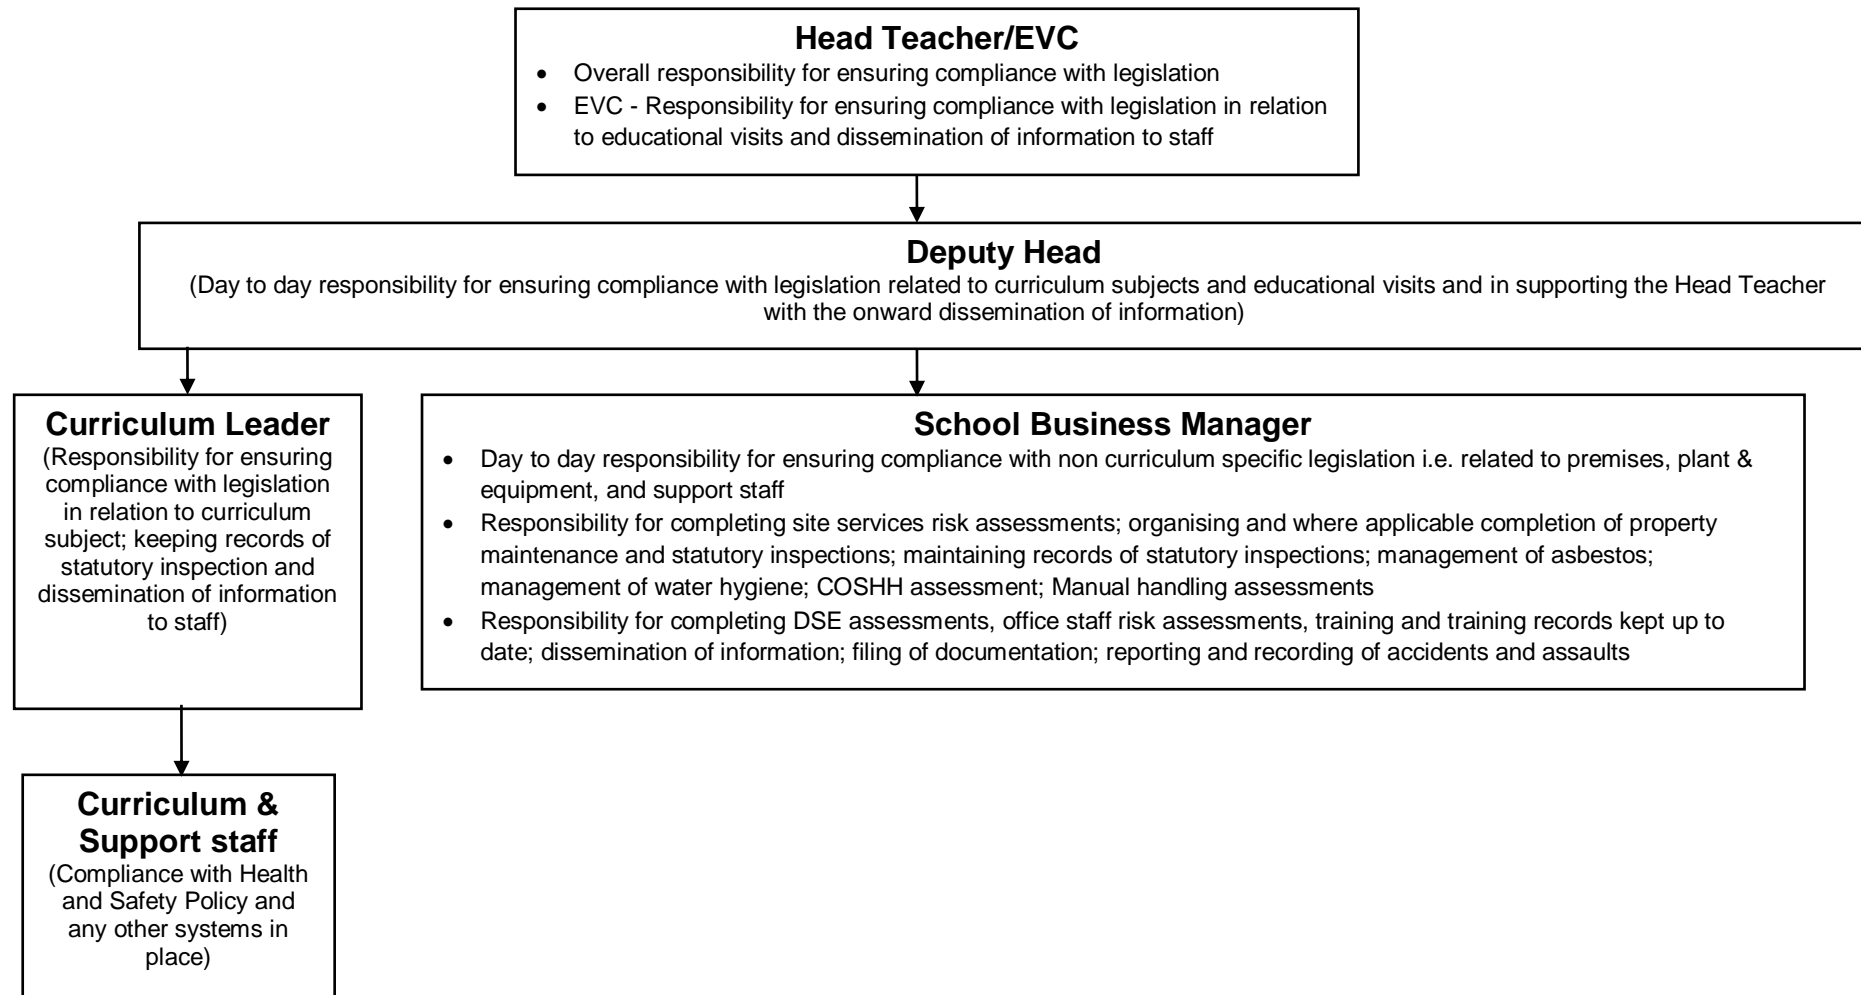 Head Teacher/EVC
• Overall responsibility for ensuring compliance with legislation
• EVC - Responsibility for ensuring compliance with legislation in relation
to educational visits and dissemination of information to staff
Deputy Head
(Day to day responsibility for ensuring compliance with legislation related to curriculum subjects and educational visits and in supporting the Head Teacher
with the onward dissemination of information)
Curriculum Leader
(Responsibility for ensuring
compliance with legislation
in relation to curriculum
subject; keeping records of
statutory inspection and
dissemination of information
to staff)
School Business Manager
• Day to day responsibility for ensuring compliance with non curriculum specific legislation i.e. related to premises, plant &
equipment, and support staff
• Responsibility for completing site services risk assessments; organising and where applicable completion of property
maintenance and statutory inspections; maintaining records of statutory inspections; management of asbestos;
management of water hygiene; COSHH assessment; Manual handling assessments
• Responsibility for completing DSE assessments, office staff risk assessments, training and training records kept up to
date; dissemination of information; filing of documentation; reporting and recording of accidents and assaults
Curriculum &
Support staff
(Compliance with Health
and Safety Policy and
any other systems in
place)